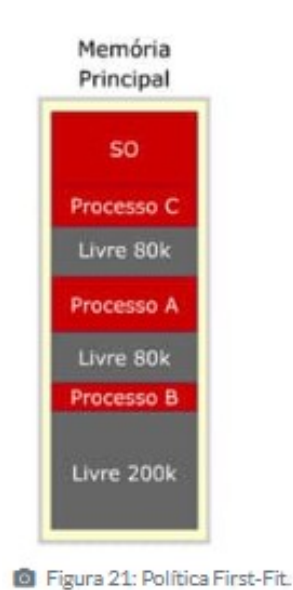 Memória
Principal
SO
Processo C
Livre 80k
Processo A
Livre 80k
Processo B
Livre 200k
Figura 21: Política First-Fit.